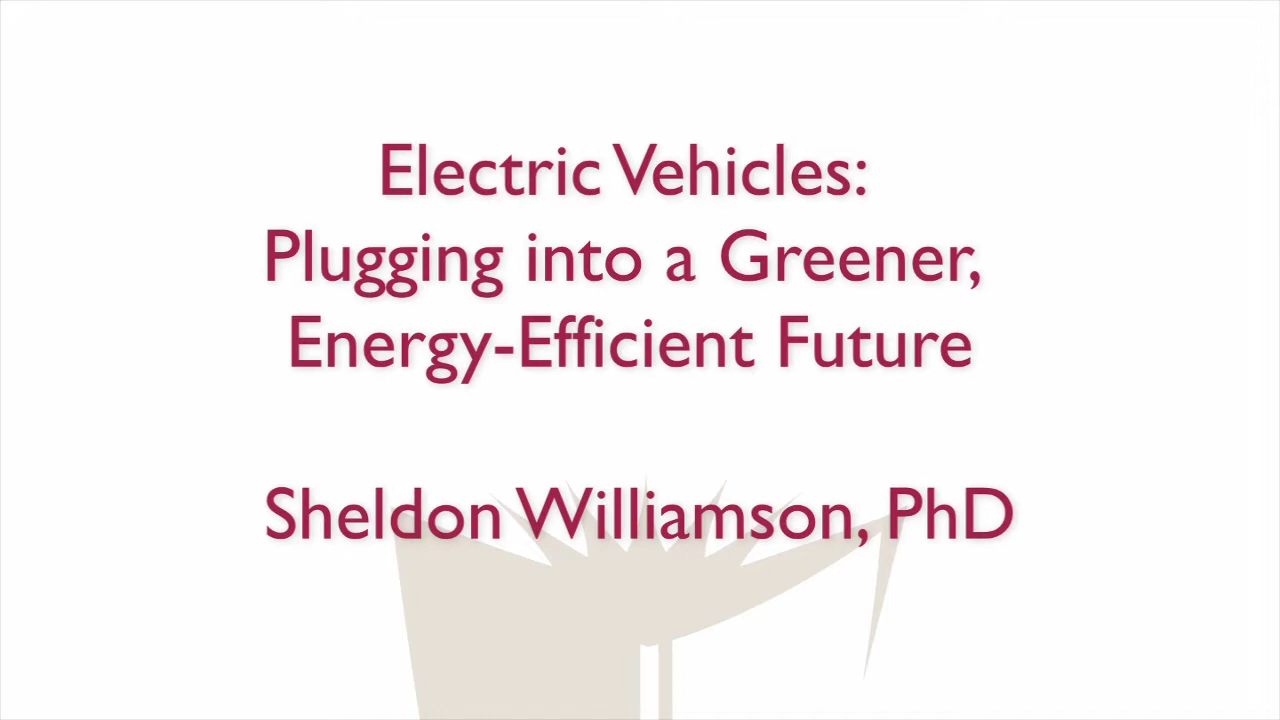 Electric Vehicles:
Plugging into a Greener,
Energy-Efficient Future
Sheldon Williamson, PhD